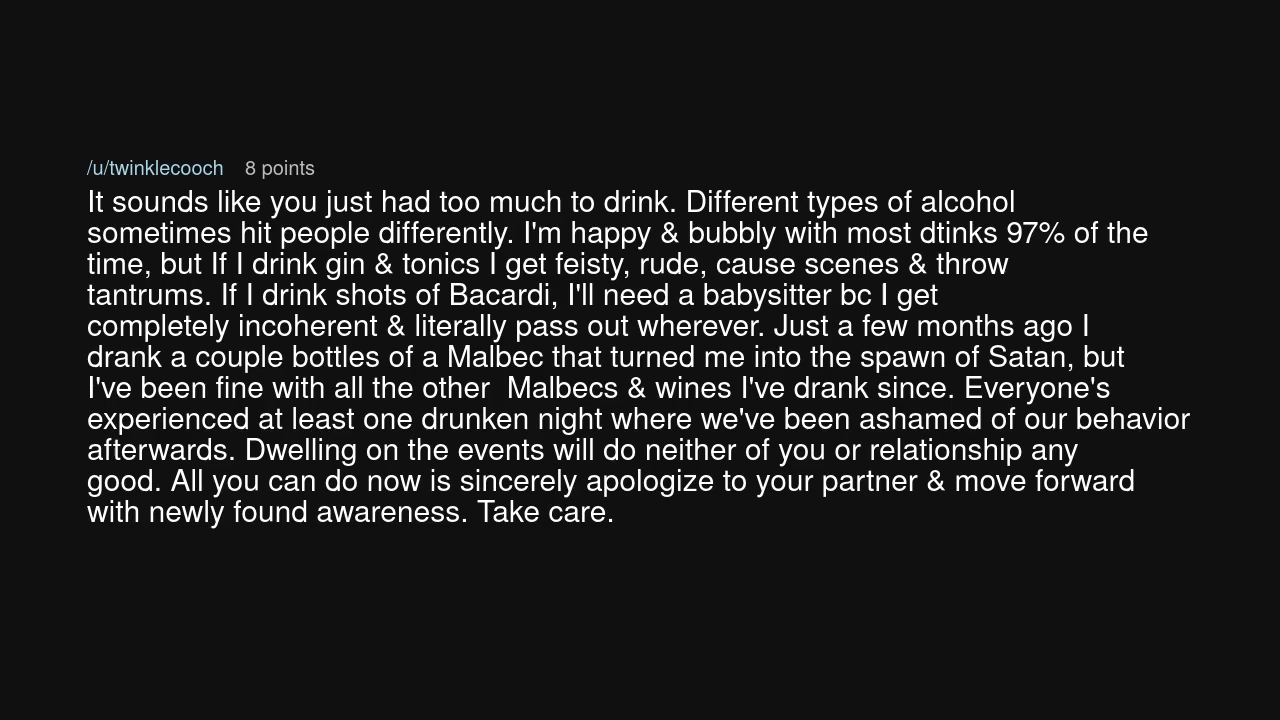 /u/twinklecooch 8 points
It sounds like you just had too much to drink. Different types of alcohol
sometimes hit people differently. I'm happy & bubbly with most dtinks 97% of the
time, but If I drink gin & tonics I get feisty, rude, cause scenes & throw
tantrums. If I drink shots of Bacardi, I'll need a babysitter bc I get
completely incoherent & literally pass out wherever. Just a few months ago I
drank a couple bottles of a Malbec that turned me into the spawn of Satan, but
I've been fine with all the other  Malbecs & wines I've drank since. Everyone's
experienced at least one drunken night where we've been ashamed of our behavior
afterwards. Dwelling on the events will do neither of you or relationship any
good. All you can do now is sincerely apologize to your partner & move forward
with newly found awareness. Take care.